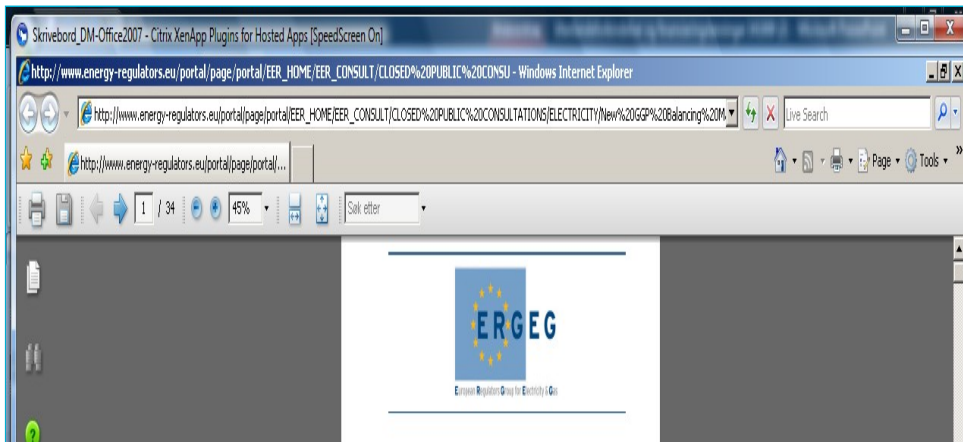 Skrivebord_DM-Office2007 - Citrix XenApp Plugins for Hosted Apps [SpeedScreen On]
http://www.energy-regulators.eu/portal/page/portal/EER_HOME/EER_CONSULT/CLOSED%20PUBLIC%20CONSU - Windows Internet Explorer
http://www.energy-regulators.eu/portal/page/portal/EER_HOME/EER_CONSULT/CLOSED%20PUBLIC%20CONSULTATIONS/ELECTRICITY/New%20GGP%20Balancing%20M
Live Search
http://www.energy-regulators.eu/portal/page/portal/...
Page
Tools
1 / 34
45%
Søk etter
ERGEG
European Regulators Group for Electricity & Gas